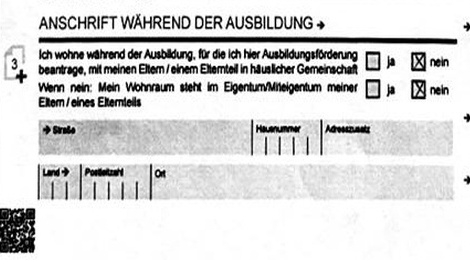 ANSCHRIFT WÄHREND DER AUSBILDUNG →
Ich wohne während der Ausbildung, für die ich hier Ausbildungsförderung
3
beantrage, mit meinen Eltern / einem Elternteil in häuslicher Gemeinschaft ja nein
Wenn nein: Mein Wohnraum steht im Eigentum/Miteigentum meiner ja nein
Eltern / eines Elternteils
→ Straße Hausnummer Adresszusatz
Land → Postleitzahl Ort